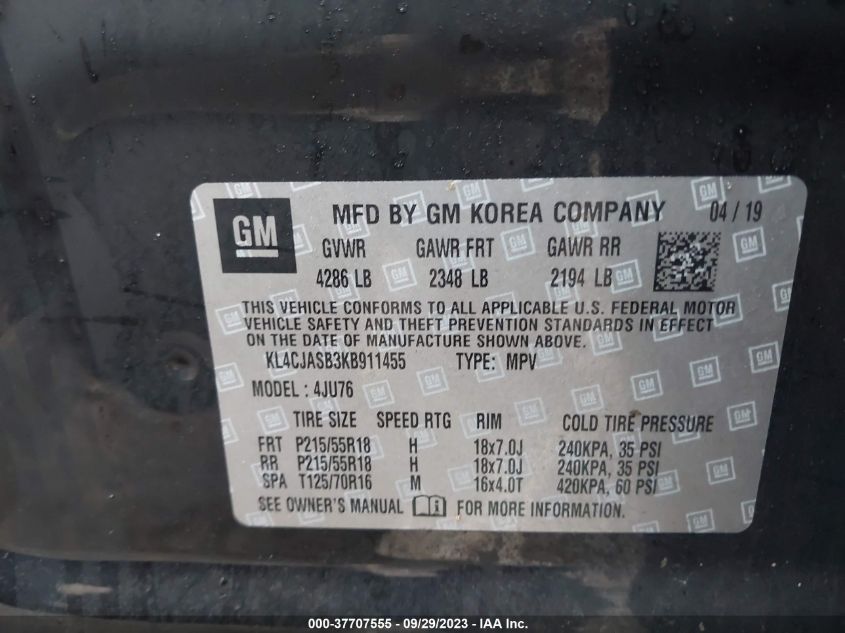 GM MFD BY GM KOREA COMPANY 04 / 19
GVWR GAWR FRT GAWR RR
4286 LB 2348 LB 2194 LB
THIS VEHICLE CONFORMS TO ALL APPLICABLE U.S. FEDERAL MOTOR
VEHICLE SAFETY AND THEFT PREVENTION STANDARDS IN EFFECT
ON THE DATE OF MANUFACTURE SHOWN ABOVE.
KL4CJASB3KB911455 TYPE: MPV
MODEL: 4JU76
TIRE SIZE SPEED RTG RIM COLD TIRE PRESSURE
FRT P215/55R18 H 18x7.0J 240KPA, 35 PSI
RR P215/55R18 H 18x7.0J 240KPA, 35 PSI
SPA T125/70R16 M 16x4.0T 420KPA, 60 PSI
SEE OWNER'S MANUAL FOR MORE INFORMATION.
000-37707555 - 09/29/2023 - IAA Inc.